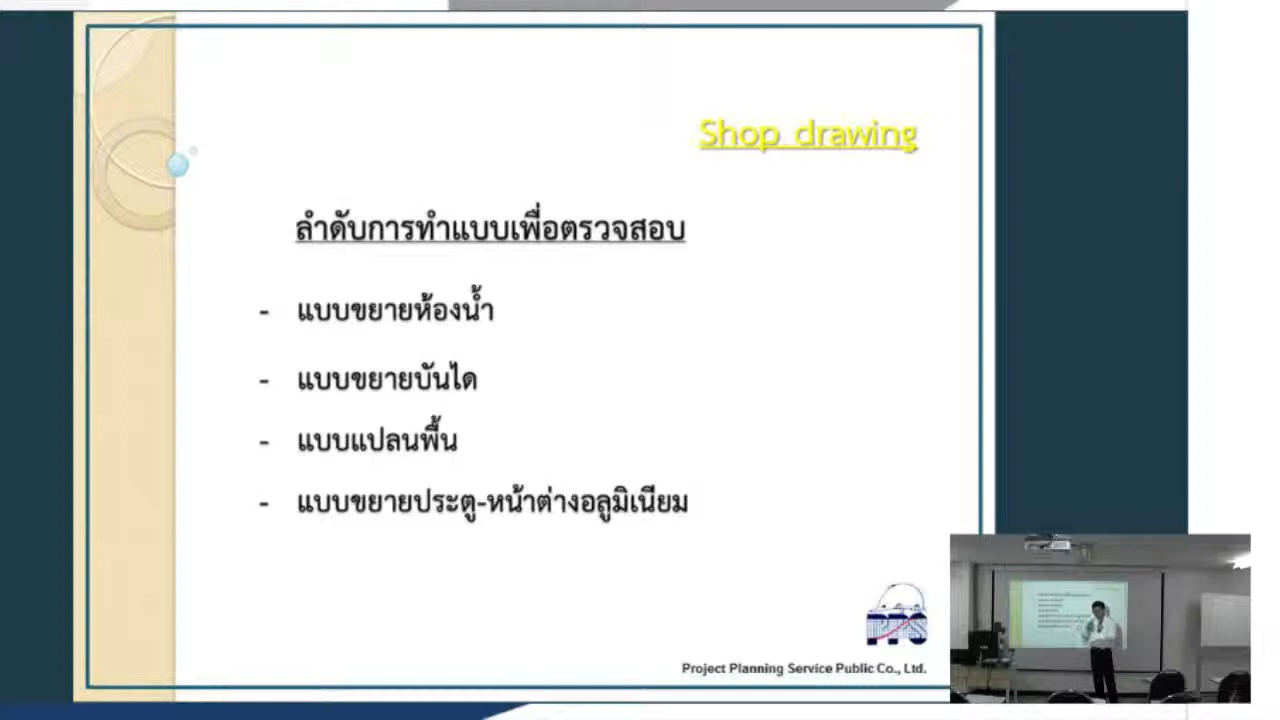 Shop drawing
ลำดับการทำแบบเพื่อตรวจสอบ
- แบบขยายห้องน้ำ
- แบบขยายบันได
- แบบแปลนพื้น
- แบบขยายประตู-หน้าต่างอลูมิเนียม
PPS
Project Planning Service Public Co., Ltd.